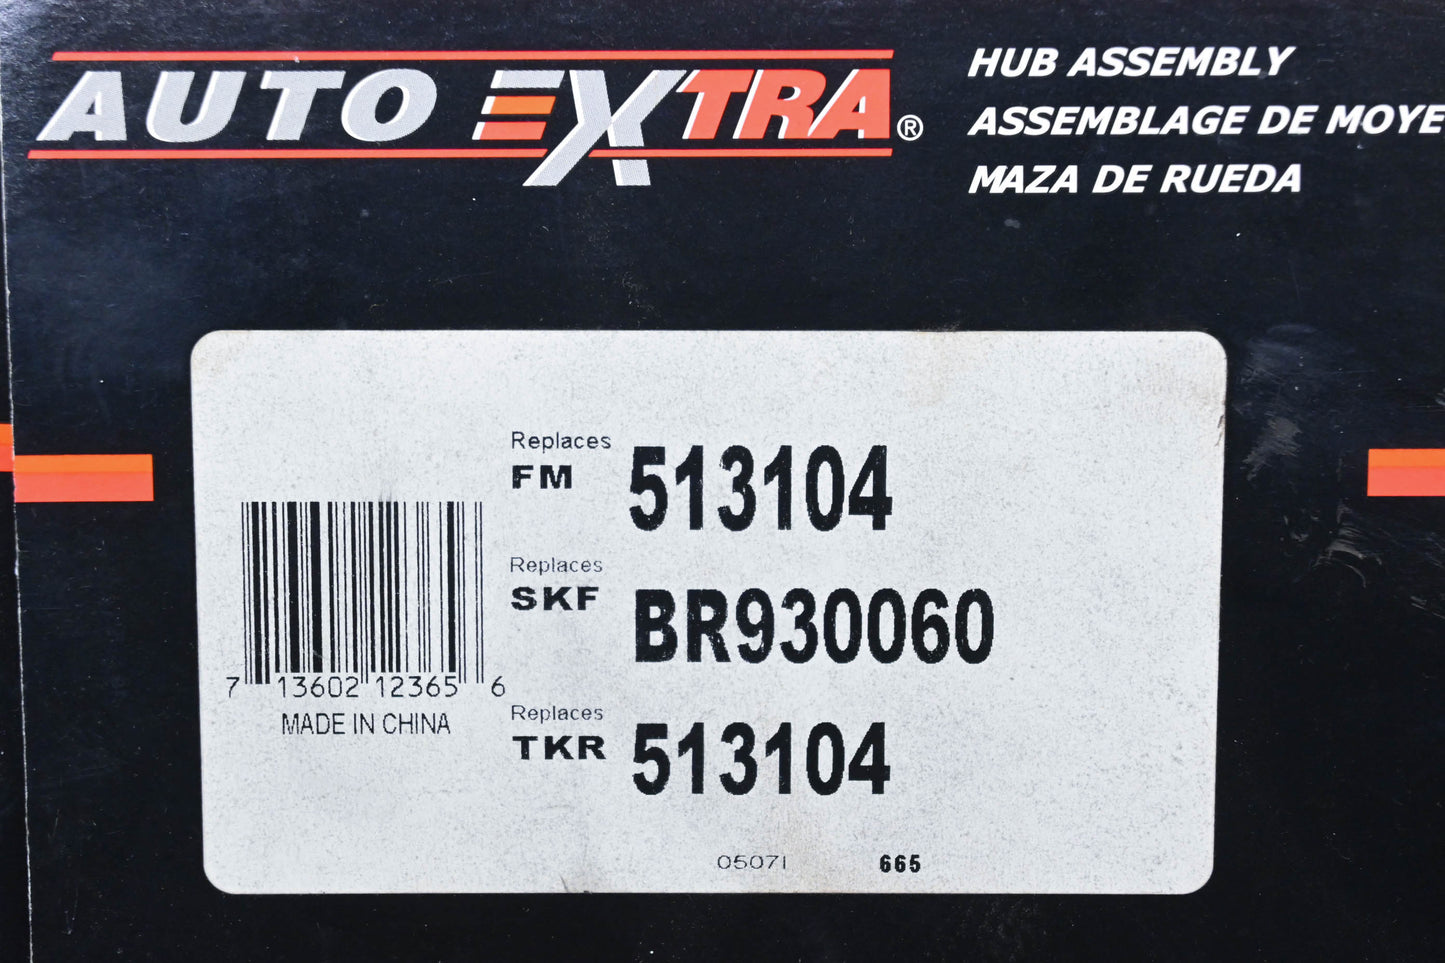 AUTO EXTRA®
HUB ASSEMBLY
ASSEMBLAGE DE MOYE
MAZA DE RUEDA
Replaces
FM 513104
Replaces
SKF BR930060
Replaces
TKR 513104
7 13602 12365 6
MADE IN CHINA
05071 665